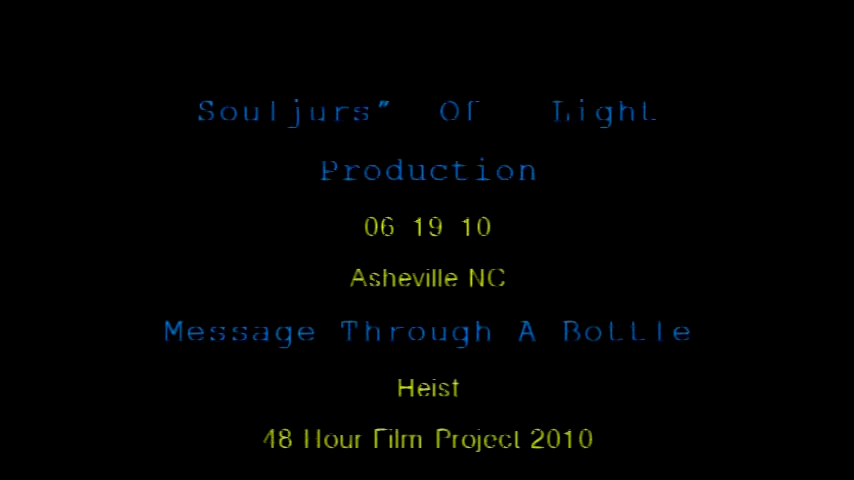 Souljurs" Of Light
Production
06 19 10
Asheville NC
Message Through A Bottle
Heist
48 Hour Film Project 2010